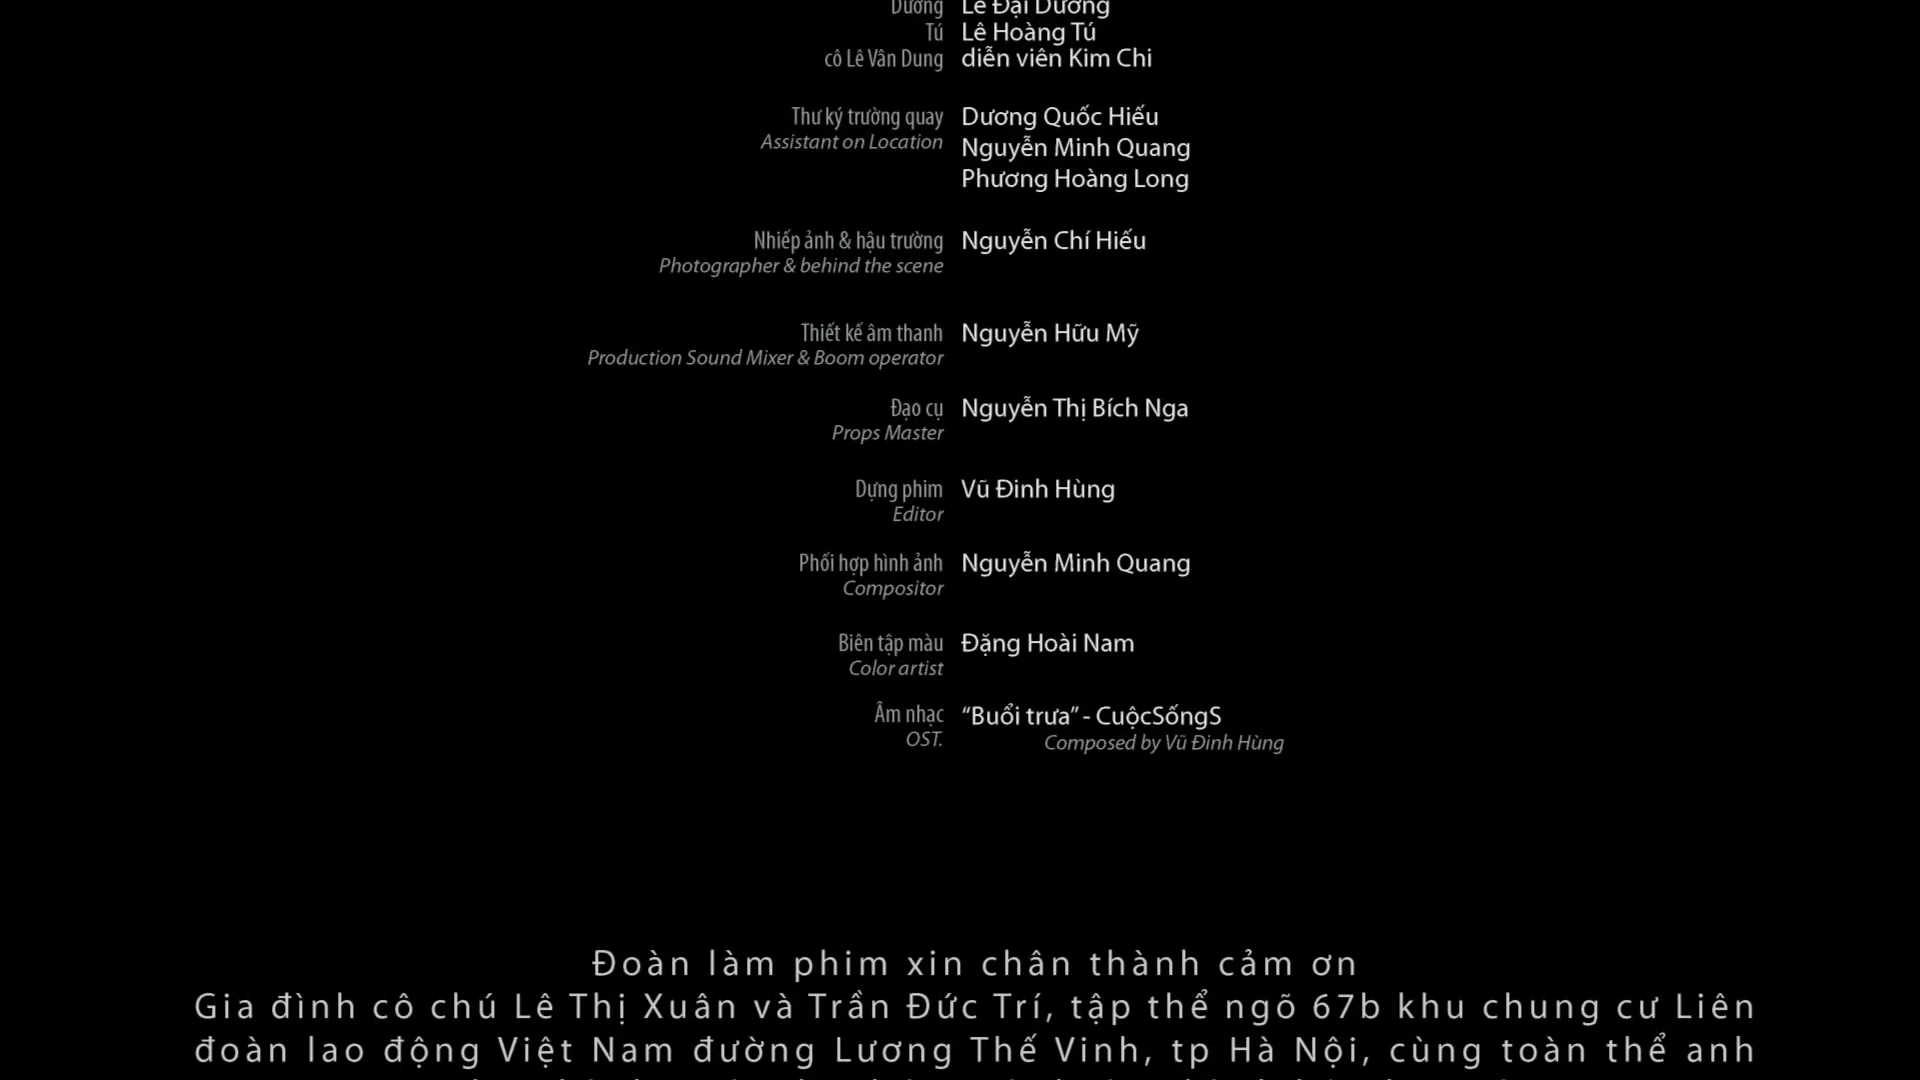 Dương Lê Đại Dương
Tú Lê Hoàng Tú
cô Lê Vân Dung diễn viên Kim Chi
Thư ký trường quay Dương Quốc Hiếu
Assistant on Location
Nguyễn Minh Quang
Phương Hoàng Long
Nhiếp ảnh & hậu trường Nguyễn Chí Hiếu
Photographer & behind the scene
Thiết kế âm thanh Nguyễn Hữu Mỹ
Production Sound Mixer & Boom operator
Đạo cụ Nguyễn Thị Bích Nga
Props Master
Dựng phim Vũ Đinh Hùng
Editor
Phối hợp hình ảnh Nguyễn Minh Quang
Compositor
Biên tập màu Đặng Hoài Nam
Color artist
Âm nhạc “Buổi trưa” - CuộcSốngS
OST. Composed by Vũ Đinh Hùng
Đoàn làm phim xin chân thành cảm ơn
Gia đình cô chú Lê Thị Xuân và Trần Đức Trí, tập thể ngõ 67b khu chung cư Liên
đoàn lao động Việt Nam đường Lương Thế Vinh, tp Hà Nội, cùng toàn thể anh